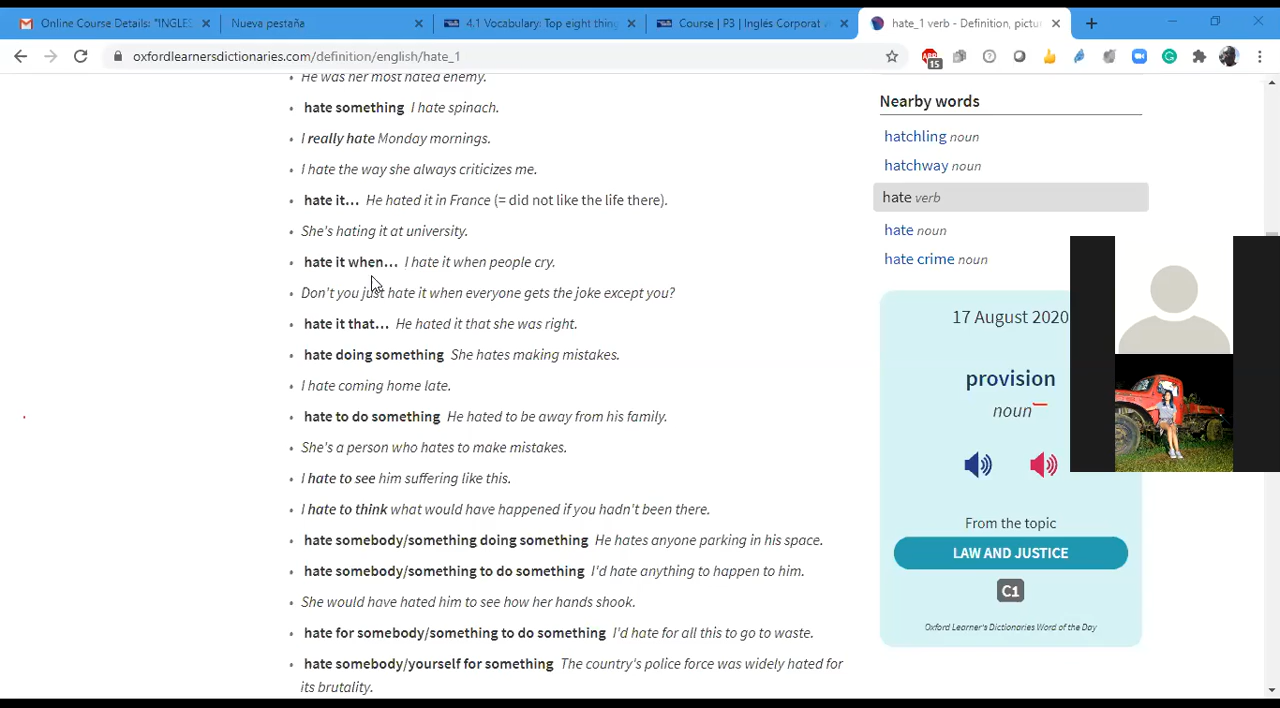 Online Course Details: "INGLES
Nueva pestaña
4.1 Vocabulary: Top eight thing
Course | P3 | Inglés Corporat
hate_1 verb - Definition, pictu
oxfordlearnersdictionaries.com/definition/english/hate_1
15
He was her most hated enemy.
hate something I hate spinach.
I really hate Monday mornings.
I hate the way she always criticizes me.
hate it… He hated it in France (= did not like the life there).
She's hating it at university.
hate it when… I hate it when people cry.
Don't you just hate it when everyone gets the joke except you?
hate it that… He hated it that she was right.
hate doing something She hates making mistakes.
I hate coming home late.
hate to do something He hated to be away from his family.
She's a person who hates to make mistakes.
I hate to see him suffering like this.
I hate to think what would have happened if you hadn't been there.
hate somebody/something doing something He hates anyone parking in his space.
hate somebody/something to do something I'd hate anything to happen to him.
She would have hated him to see how her hands shook.
hate for somebody/something to do something I'd hate for all this to go to waste.
hate somebody/yourself for something The country's police force was widely hated for
its brutality.
Nearby words
hatchling noun
hatchway noun
hate verb
hate noun
hate crime noun
17 August 2020
provision
noun
From the topic
LAW AND JUSTICE
C1
Oxford Learner's Dictionaries Word of the Day